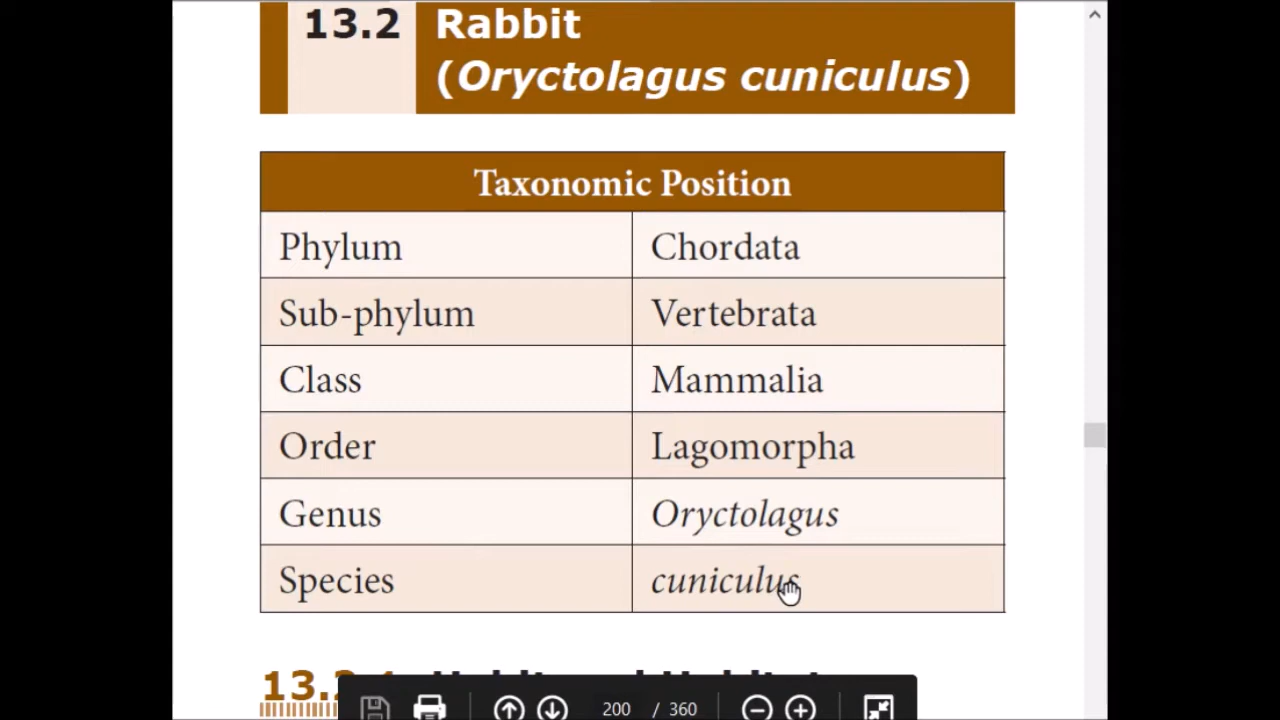 13.2 Rabbit
(Oryctolagus cuniculus)
Taxonomic Position
Phylum Chordata
Sub-phylum Vertebrata
Class Mammalia
Order Lagomorpha
Genus Oryctolagus
Species cuniculus
200 / 360